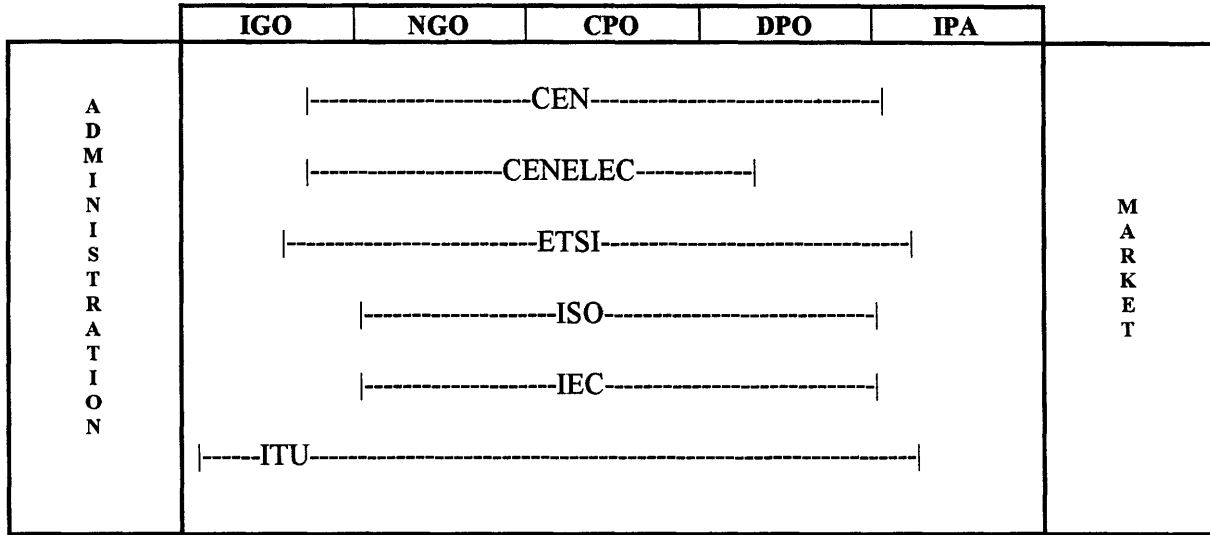 IGO NGO CPO DPO IPA
ADMINISTRATION
|----------------------CEN-----------------------------|
|-------------------CENELEC------------|
|-------------------------ETSI-------------------------------|
|-------------------ISO---------------------------|
|-------------------IEC---------------------------|
|------ITU-------------------------------------------------------------|
MARKET